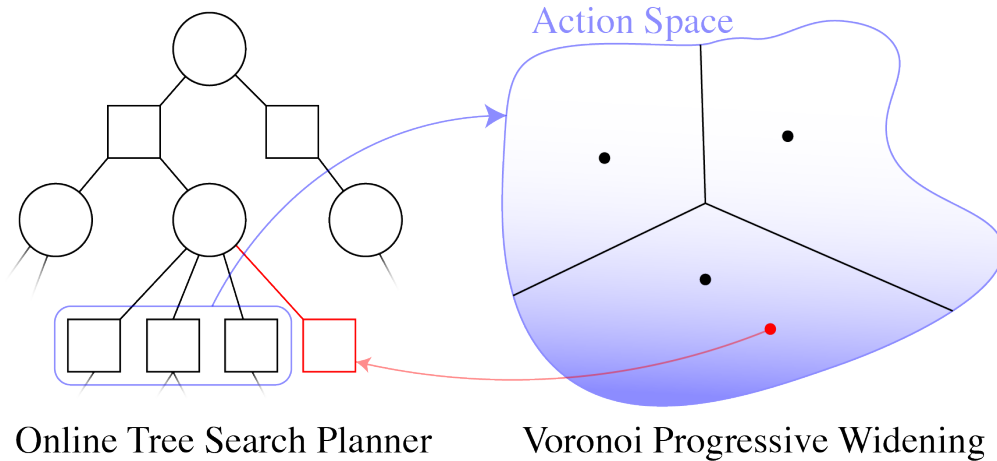 Action Space
Online Tree Search Planner
Voronoi Progressive Widening